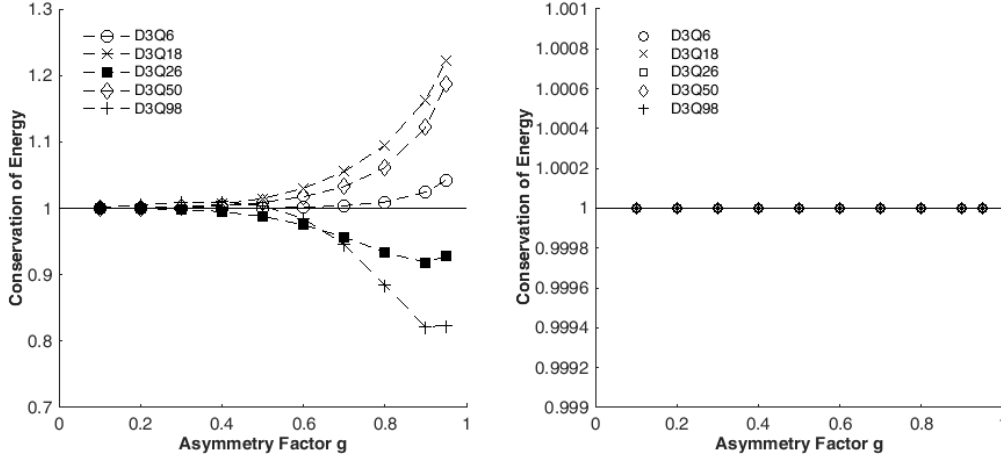 1.3
1.2
1.1
1
0.9
0.8
0.7
Conservation of Energy
D3Q6
D3Q18
D3Q26
D3Q50
D3Q98
0 0.2 0.4 0.6 0.8 1
Asymmetry Factor g
1.001
1.0008
1.0006
1.0004
1.0002
1
0.9998
0.9996
0.9994
0.9992
0.999
Conservation of Energy
D3Q6
D3Q18
D3Q26
D3Q50
D3Q98
0 0.2 0.4 0.6 0.8 1
Asymmetry Factor g